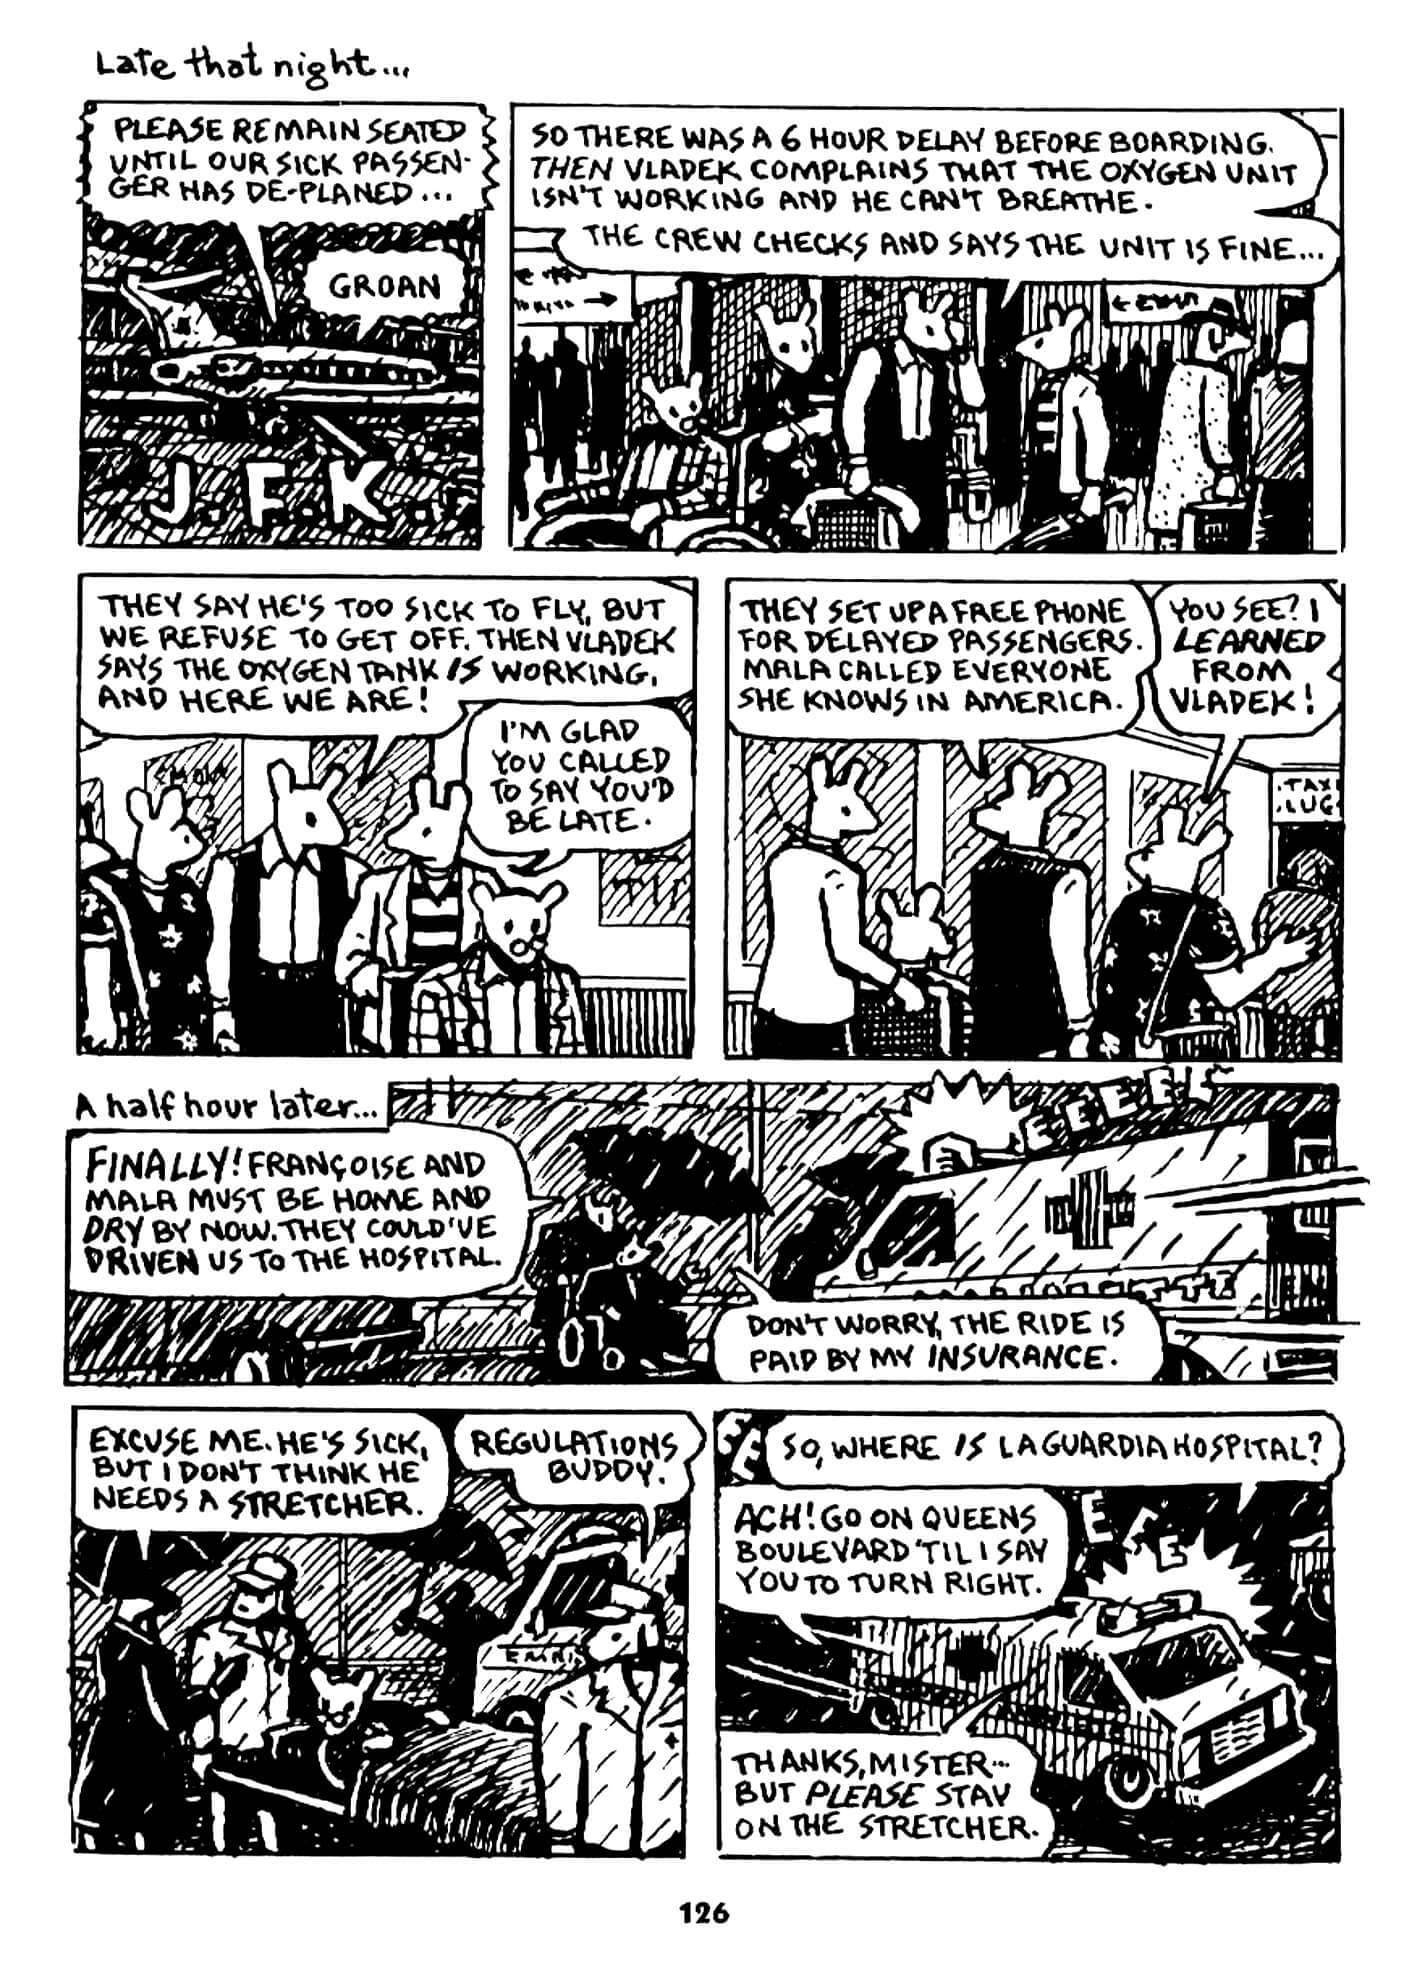 Late that night...
PLEASE REMAIN SEATED
UNTIL OUR SICK PASSEN-
GER HAS DE-PLANED...
GROAN
J.F.K.
SO THERE WAS A 6 HOUR DELAY BEFORE BOARDING.
THEN VLADEK COMPLAINS THAT THE OXYGEN UNIT
ISN'T WORKING AND HE CAN'T BREATHE.
THE CREW CHECKS AND SAYS THE UNIT IS FINE...
THEY SAY HE'S TOO SICK TO FLY, BUT
WE REFUSE TO GET OFF. THEN VLADEK
SAYS THE OXYGEN TANK IS WORKING,
AND HERE WE ARE!
I'M GLAD
YOU CALLED
TO SAY YOU'D
BE LATE.
THEY SET UP A FREE PHONE
FOR DELAYED PASSENGERS.
MALA CALLED EVERYONE
SHE KNOWS IN AMERICA.
YOU SEE? I
LEARNED
FROM
VLADEK!
TAXI
LUG
A half hour later...
EEEEE
FINALLY! FRANÇOISE AND
MALA MUST BE HOME AND
DRY BY NOW. THEY COULD'VE
DRIVEN US TO THE HOSPITAL.
DON'T WORRY, THE RIDE IS
PAID BY MY INSURANCE.
EXCUSE ME. HE'S SICK,
BUT I DON'T THINK HE
NEEDS A STRETCHER.
REGULATIONS
BUDDY.
SO, WHERE IS LA GUARDIA HOSPITAL?
ACH! GO ON QUEENS
BOULEVARD 'TIL I SAY
YOU TO TURN RIGHT.
EEE
THANKS, MISTER...
BUT PLEASE STAY
ON THE STRETCHER.
126